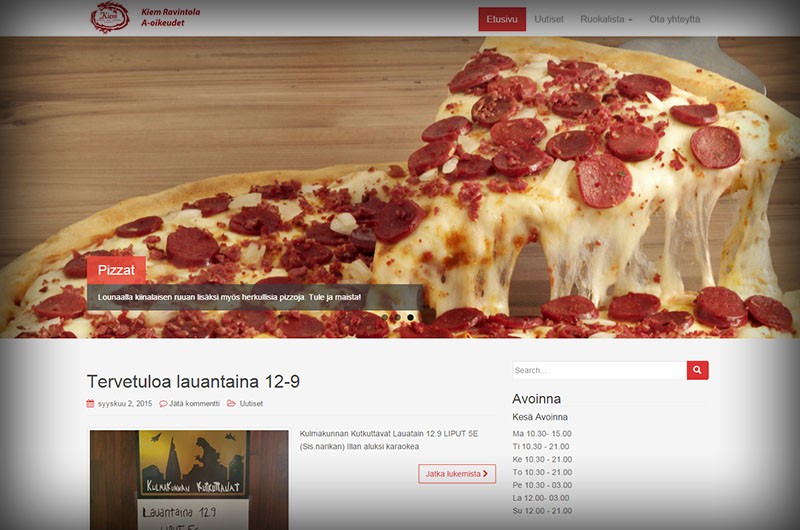 Kiem
Kiem Ravintola
A-oikeudet
Etusivu
Uutiset
Ruokalista
Ota yhteyttä
Pizzat
Lounaalla kiinalaisen ruuan lisäksi myös herkullisia pizzoja. Tule ja maista!
Tervetuloa lauantaina 12-9
syyskuu 2, 2015
Jätä kommentti
Uutiset
KULMAKUNNAN KUTKUTTAVAT
Lauantaina 12.9
LIPUT 5€
Kulmakunnan Kutkuttavat Lauatain 12.9 LIPUT 5E
(Sis.narikan) Illan aluksi karaokea
Jatka lukemista
Search...
Avoinna
Kesä Avoinna
Ma 10.30- 15.00
Ti 10.30 - 21.00
Ke 10.30 - 21.00
To 10.30 - 21.00
Pe 10.30 - 03.00
La 12.00- 03.00
Su 12.00 - 21.00